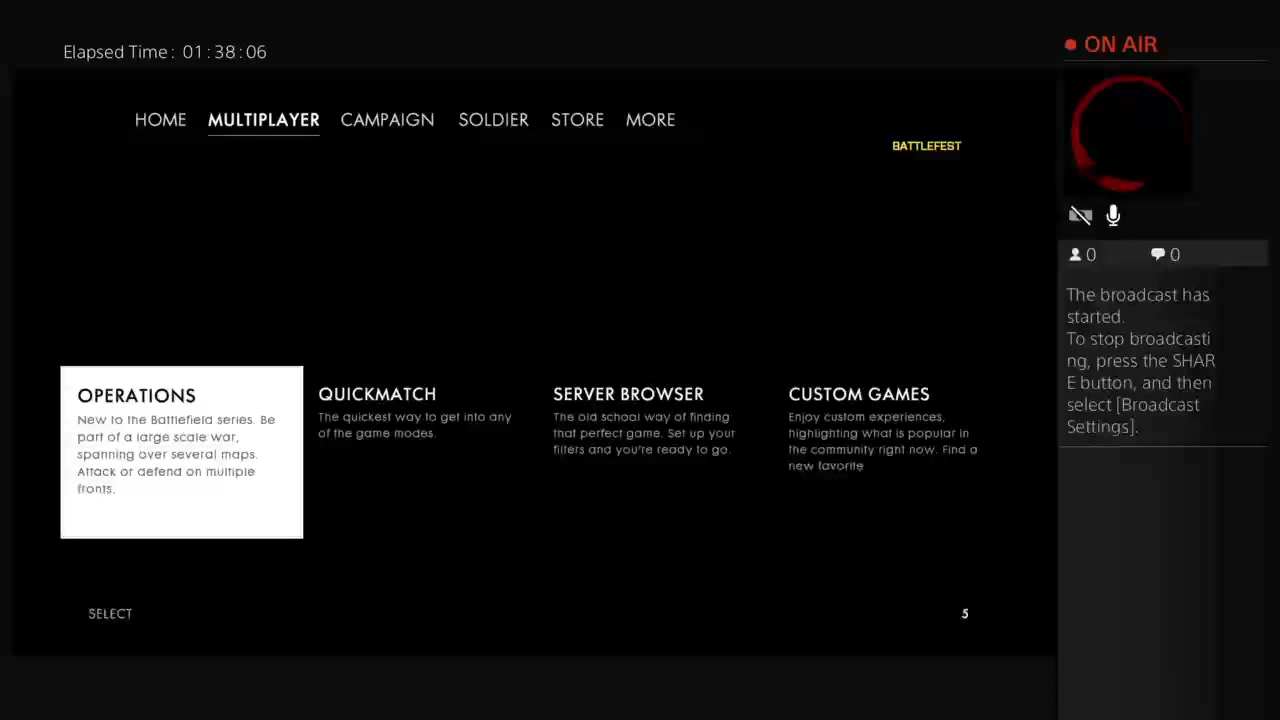 Elapsed Time: 01:38:06
ON AIR
HOME MULTIPLAYER CAMPAIGN SOLDIER STORE MORE
BATTLEFEST
0 0
The broadcast has
started.
To stop broadcasti
ng, press the SHAR
E button, and then
select [Broadcast
Settings].
OPERATIONS
New to the Battlefield series. Be
part of a large scale war,
spanning over several maps.
Attack or defend on multiple
fronts.
QUICKMATCH
The quickest way to get into any
of the game modes.
SERVER BROWSER
The old school way of finding
that perfect game. Set up your
filters and you're ready to go.
CUSTOM GAMES
Enjoy custom experiences,
highlighting what is popular in
the community right now. Find a
new favorite
SELECT
5